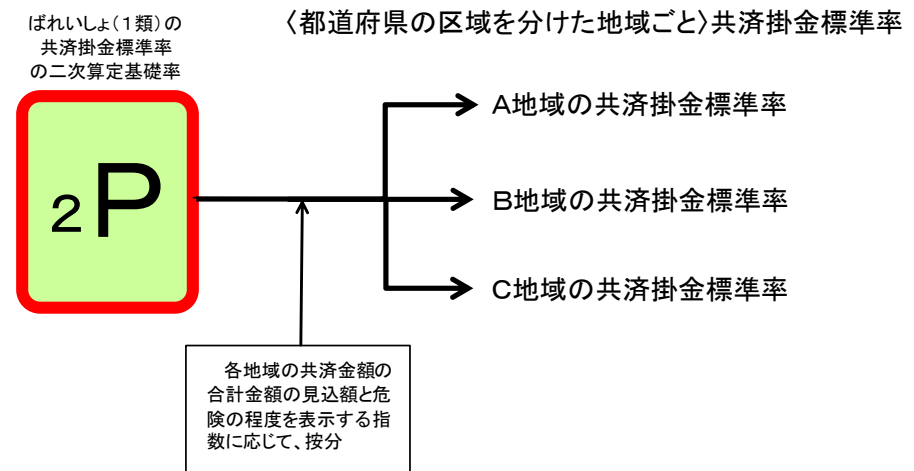 ばれいしょ（１類）の
共済掛金標準率
の二次算定基礎率
〈都道府県の区域を分けた地域ごと〉共済掛金標準率
２Ｐ
Ａ地域の共済掛金標準率
Ｂ地域の共済掛金標準率
Ｃ地域の共済掛金標準率
各地域の共済金額の
合計金額の見込額と危
険の程度を表示する指
数に応じて、按分